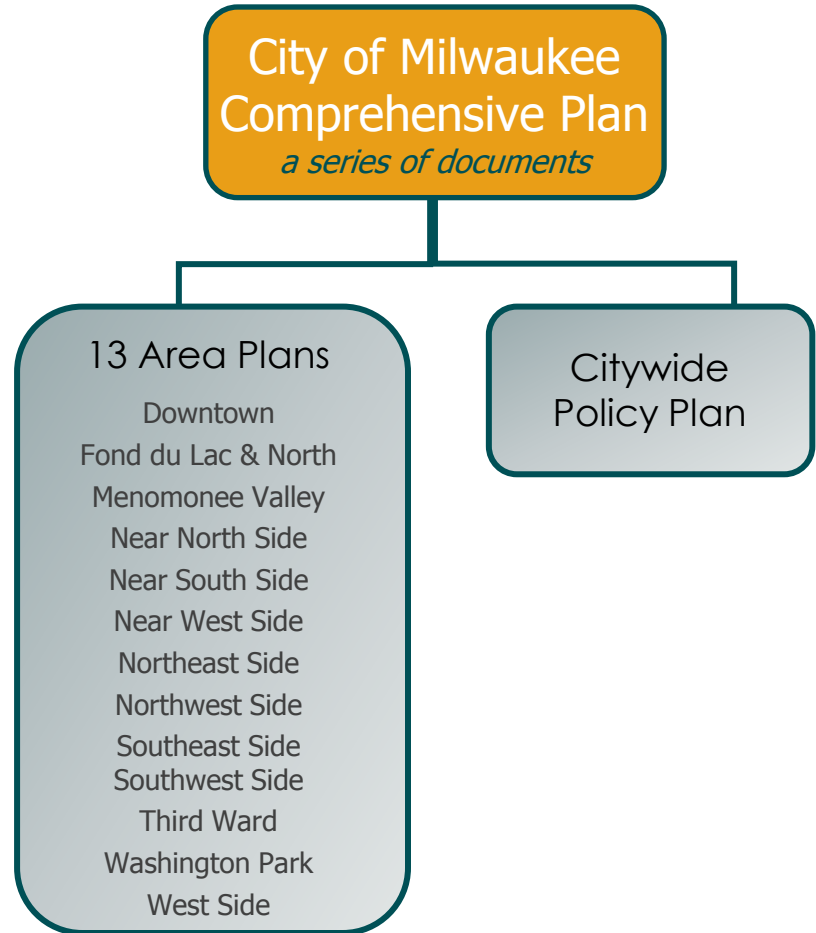 City of Milwaukee
Comprehensive Plan
a series of documents
13 Area Plans
Downtown
Fond du Lac & North
Menomonee Valley
Near North Side
Near South Side
Near West Side
Northeast Side
Northwest Side
Southeast Side
Southwest Side
Third Ward
Washington Park
West Side
Citywide
Policy Plan